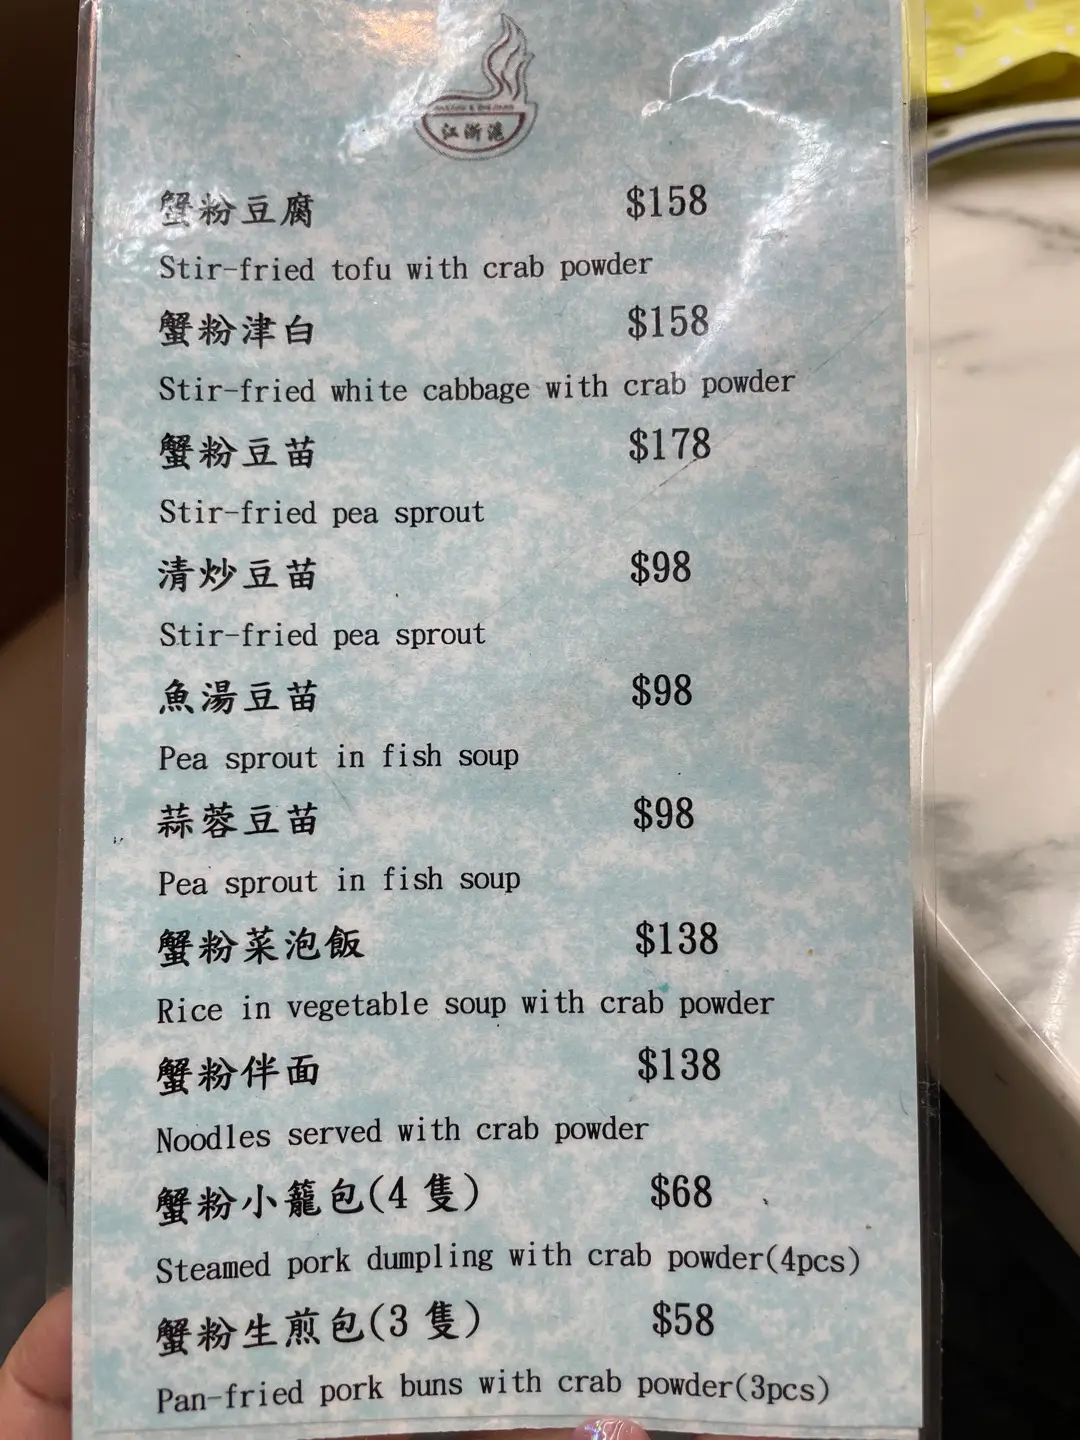 江浙滬
蟹粉豆腐 $158
Stir-fried tofu with crab powder
蟹粉津白 $158
Stir-fried white cabbage with crab powder
蟹粉豆苗 $178
Stir-fried pea sprout
清炒豆苗 $98
Stir-fried pea sprout
魚湯豆苗 $98
Pea sprout in fish soup
蒜蓉豆苗 $98
Pea sprout in fish soup
蟹粉菜泡飯 $138
Rice in vegetable soup with crab powder
蟹粉伴面 $138
Noodles served with crab powder
蟹粉小籠包(4 隻) $68
Steamed pork dumpling with crab powder(4pcs)
蟹粉生煎包(3 隻) $58
Pan-fried pork buns with crab powder(3pcs)